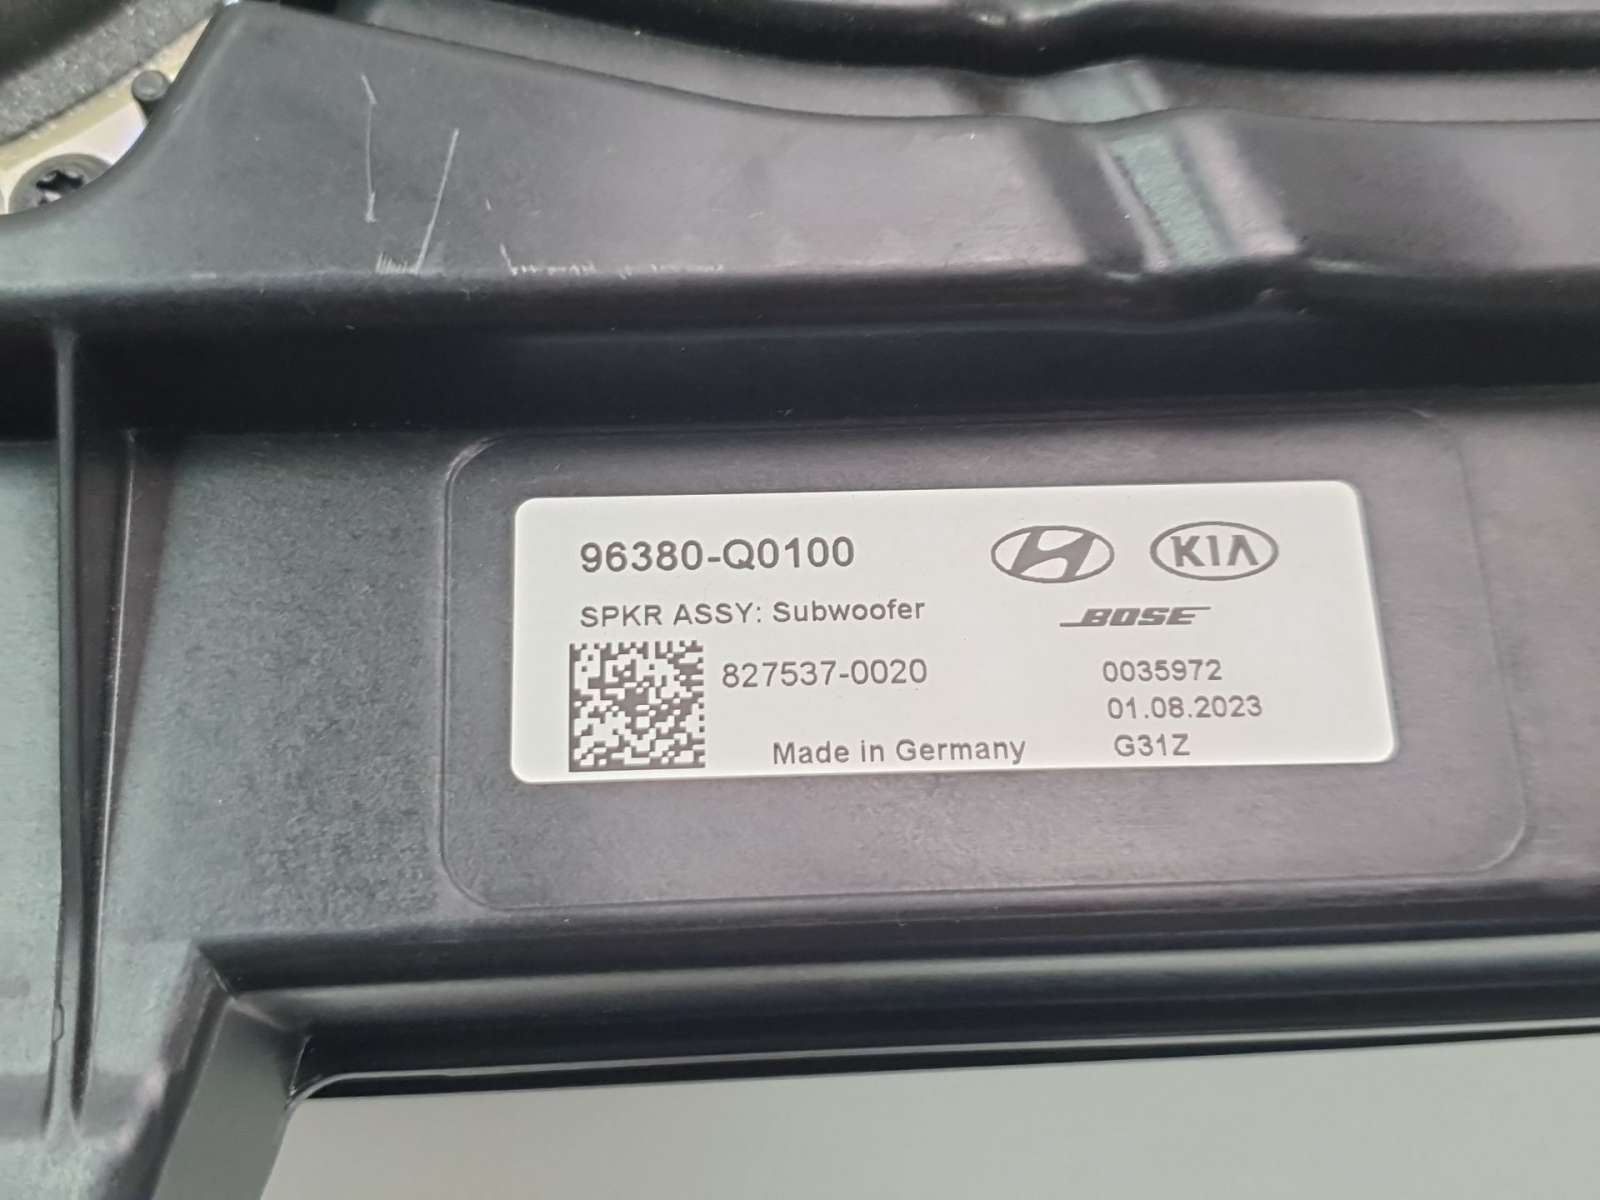 96380-Q0100
KIA
SPKR ASSY: Subwoofer
BOSE
827537-0020
0035972
01.08.2023
Made in Germany
G31Z